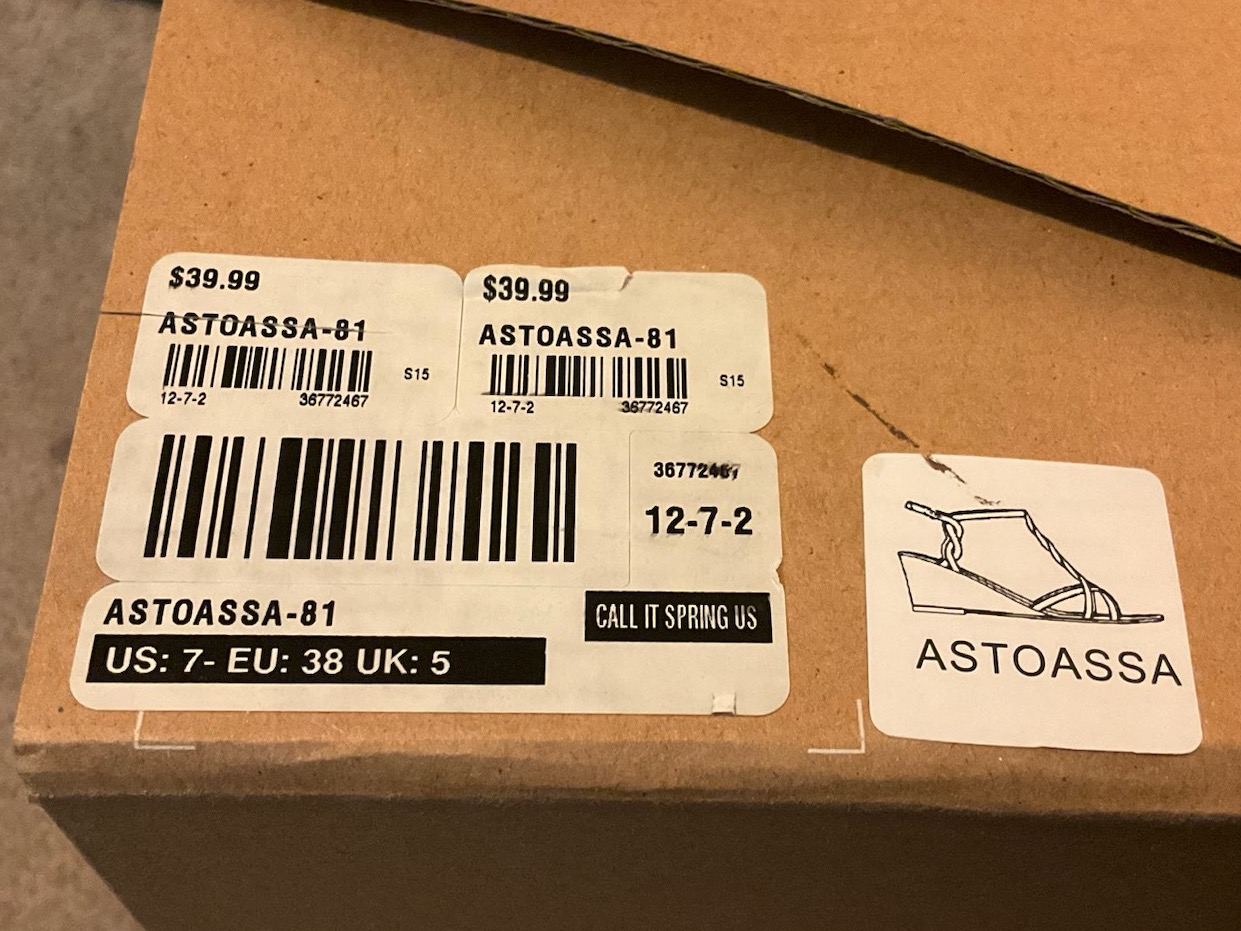 $39.99
ASTOASSA-81
S15
12-7-2 36772467
$39.99
ASTOASSA-81
S15
12-7-2 36772467
36772467
12-7-2
ASTOASSA-81
CALL IT SPRING US
US: 7- EU: 38 UK: 5
ASTOASSA